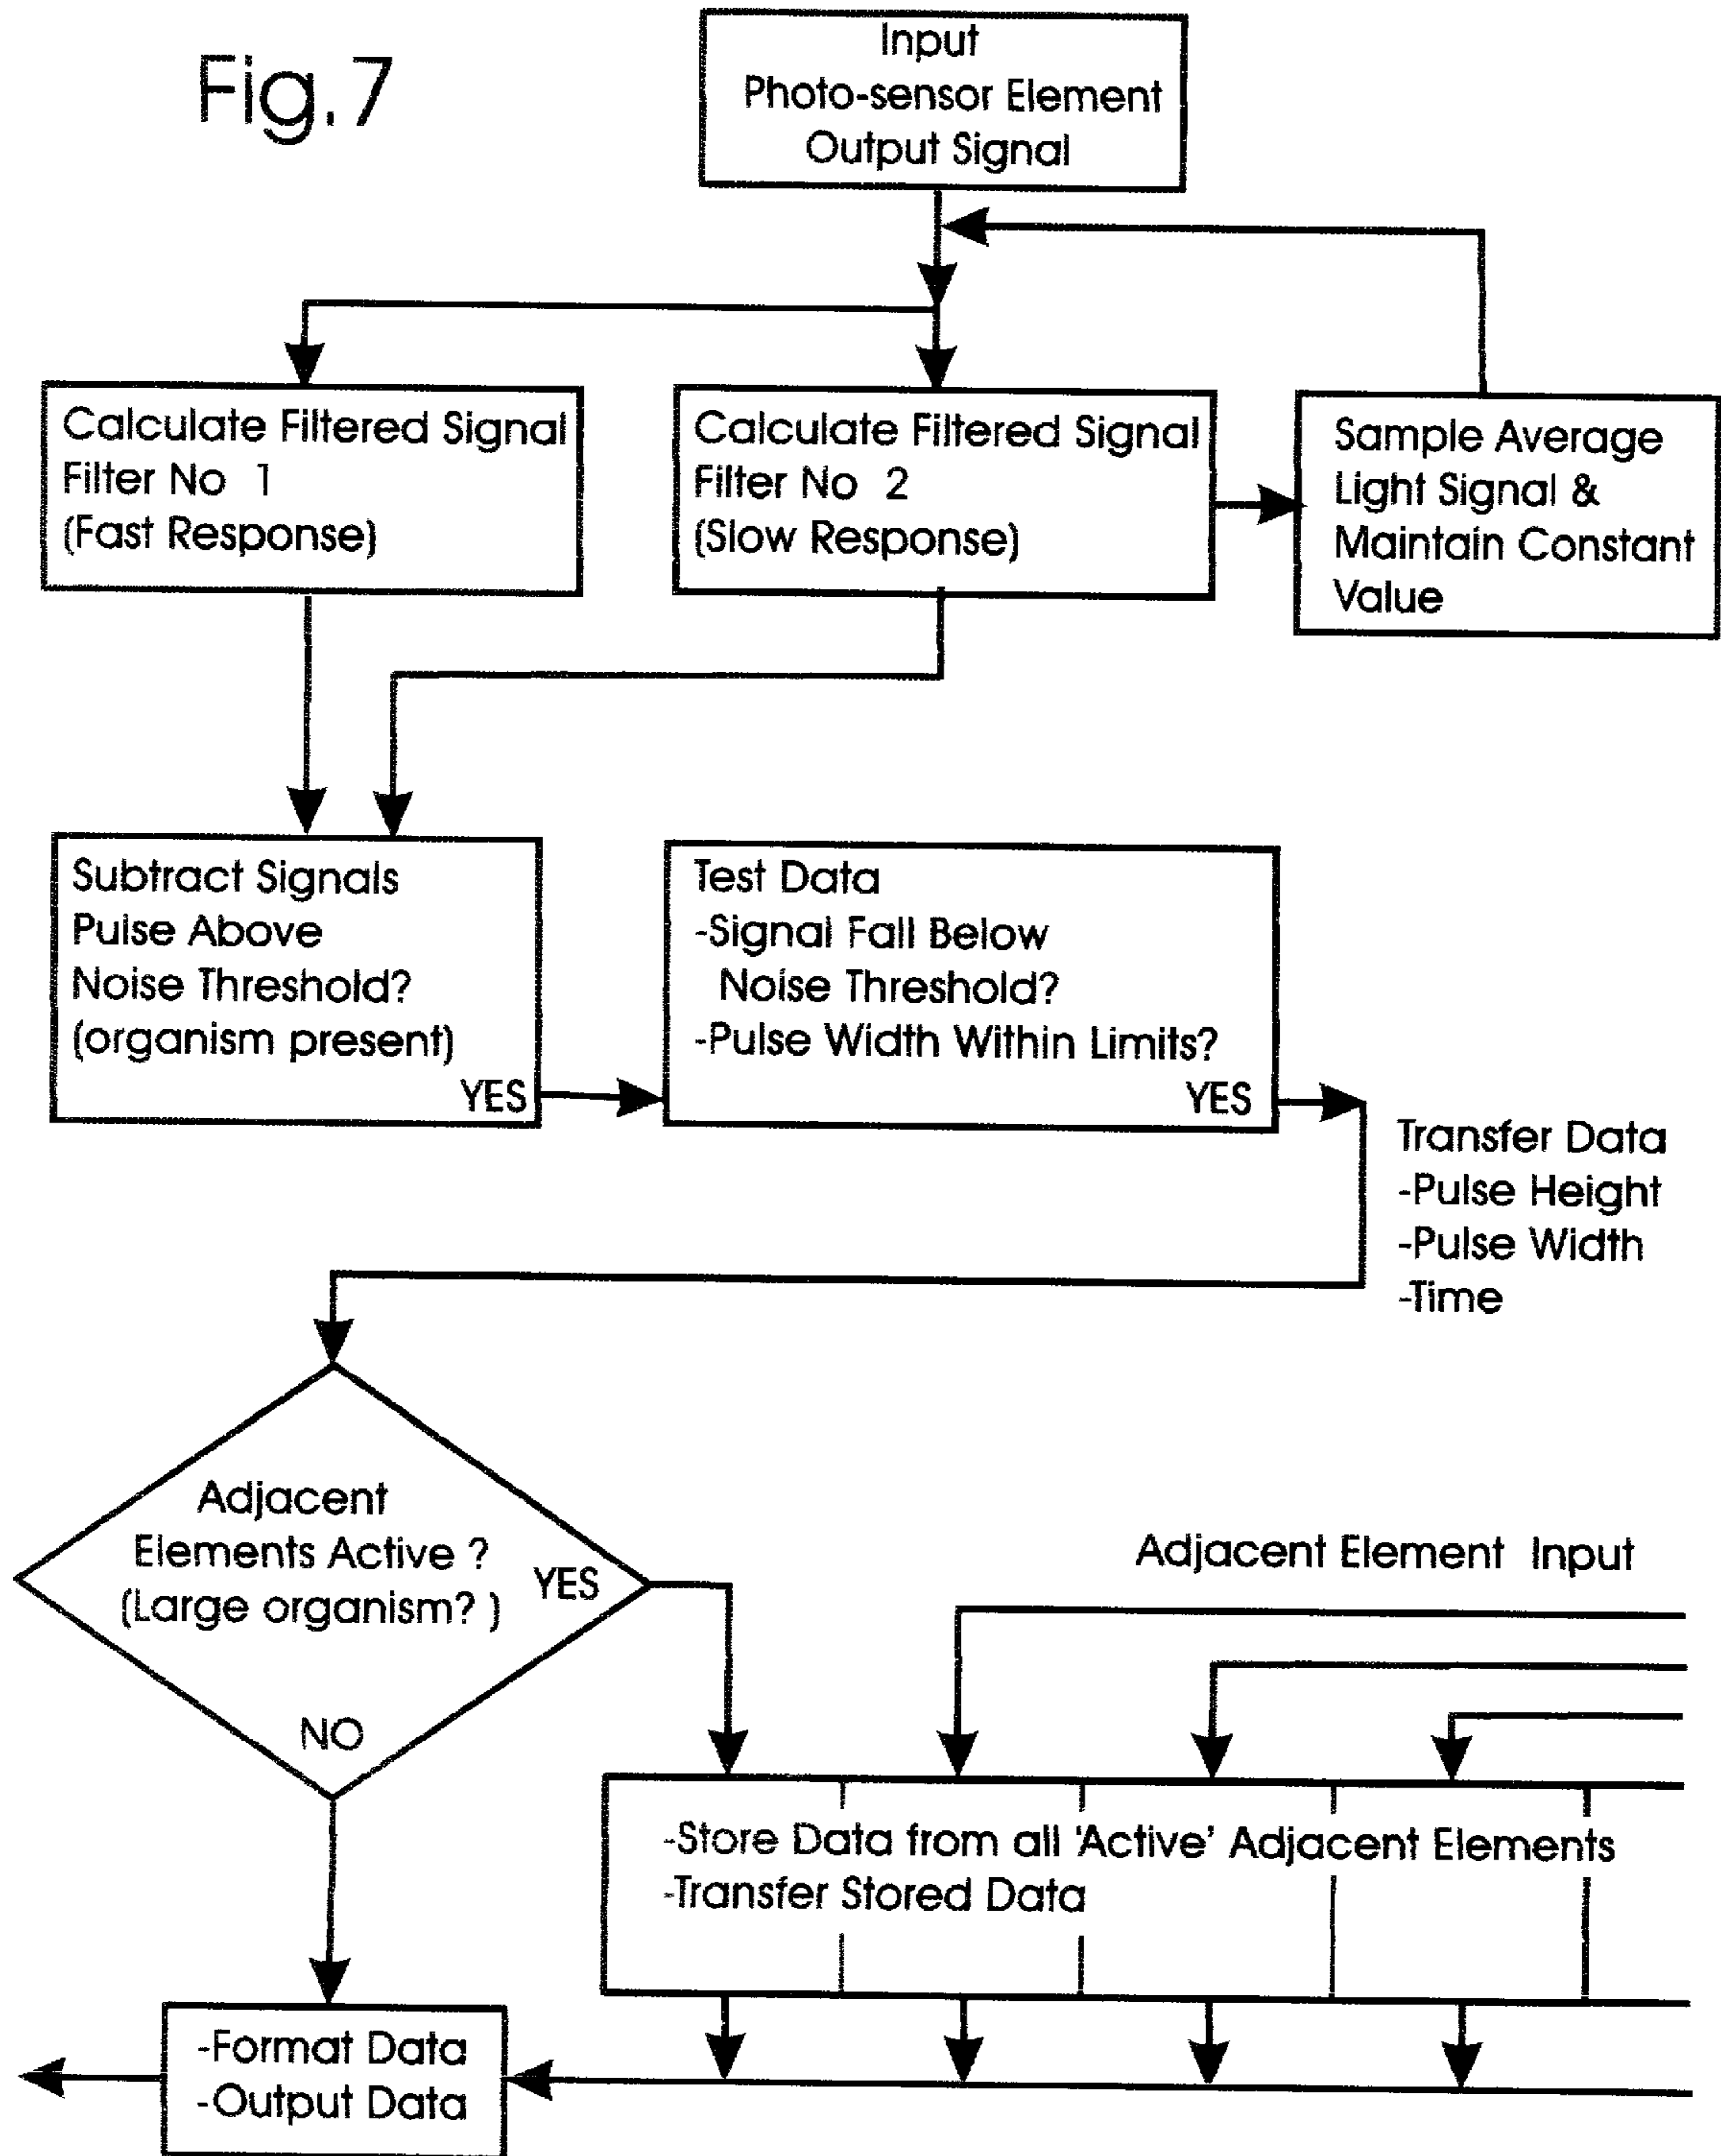 Fig.7
Input
Photo-sensor Element
Output Signal
Calculate Filtered Signal
Filter No 1
(Fast Response)
Calculate Filtered Signal
Filter No 2
(Slow Response)
Sample Average
Light Signal &
Maintain Constant
Value
Subtract Signals
Pulse Above
Noise Threshold?
(organism present)
YES
Test Data
-Signal Fall Below
Noise Threshold?
-Pulse Width Within Limits?
YES
Transfer Data
-Pulse Height
-Pulse Width
-Time
Adjacent
Elements Active ?
(Large organism? )
YES
NO
Adjacent Element Input
-Store Data from all 'Active' Adjacent Elements
-Transfer Stored Data
-Format Data
-Output Data